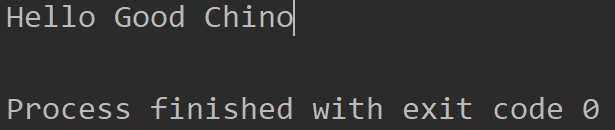 Hello Good Chino
Process finished with exit code 0